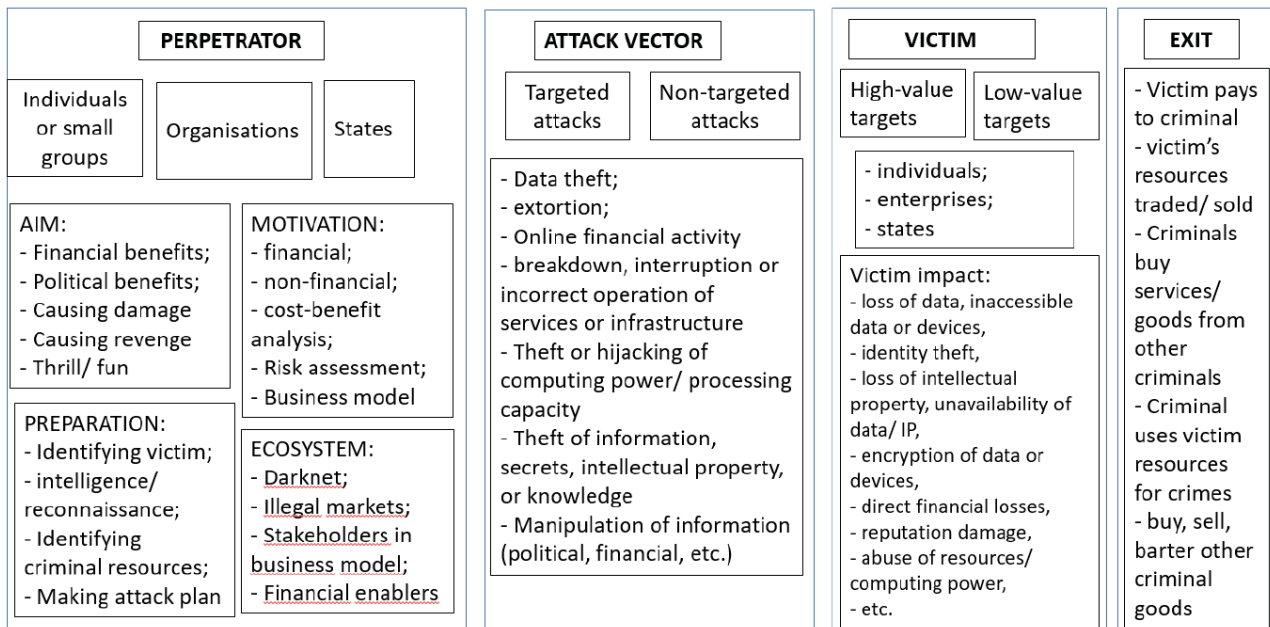 PERPETRATOR
Individuals
or small
groups
Organisations
States
AIM:
- Financial benefits;
- Political benefits;
- Causing damage
- Causing revenge
- Thrill/ fun
MOTIVATION:
- financial;
- non-financial;
- cost-benefit
analysis;
- Risk assessment;
- Business model
PREPARATION:
- Identifying victim;
- intelligence/
reconnaissance;
- Identifying
criminal resources;
- Making attack plan
ECOSYSTEM:
- Darknet;
- Illegal markets;
- Stakeholders in
business model;
- Financial enablers
ATTACK VECTOR
Targeted
attacks
Non-targeted
attacks
- Data theft;
- extortion;
- Online financial activity
- breakdown, interruption or
incorrect operation of
services or infrastructure
- Theft or hijacking of
computing power/ processing
capacity
- Theft of information,
secrets, intellectual property,
or knowledge
- Manipulation of information
(political, financial, etc.)
VICTIM
High-value
targets
Low-value
targets
- individuals;
- enterprises;
- states
Victim impact:
- loss of data, inaccessible
data or devices,
- identity theft,
- loss of intellectual
property, unavailability of
data/ IP,
- encryption of data or
devices,
- direct financial losses,
- reputation damage,
- abuse of resources/
computing power,
- etc.
EXIT
- Victim pays
to criminal
- victim's
resources
traded/ sold
- Criminals
buy
services/
goods from
other
criminals
- Criminal
uses victim
resources
for crimes
- buy, sell,
barter other
criminal
goods